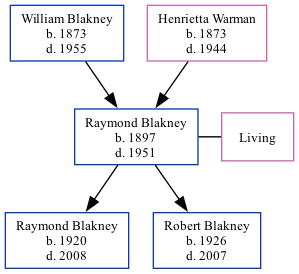 William Blakney
b. 1873
d. 1955
Henrietta Warman
b. 1873
d. 1944
Raymond Blakney
b. 1897
d. 1951
Living
Raymond Blakney
b. 1920
d. 2008
Robert Blakney
b. 1926
d. 2007